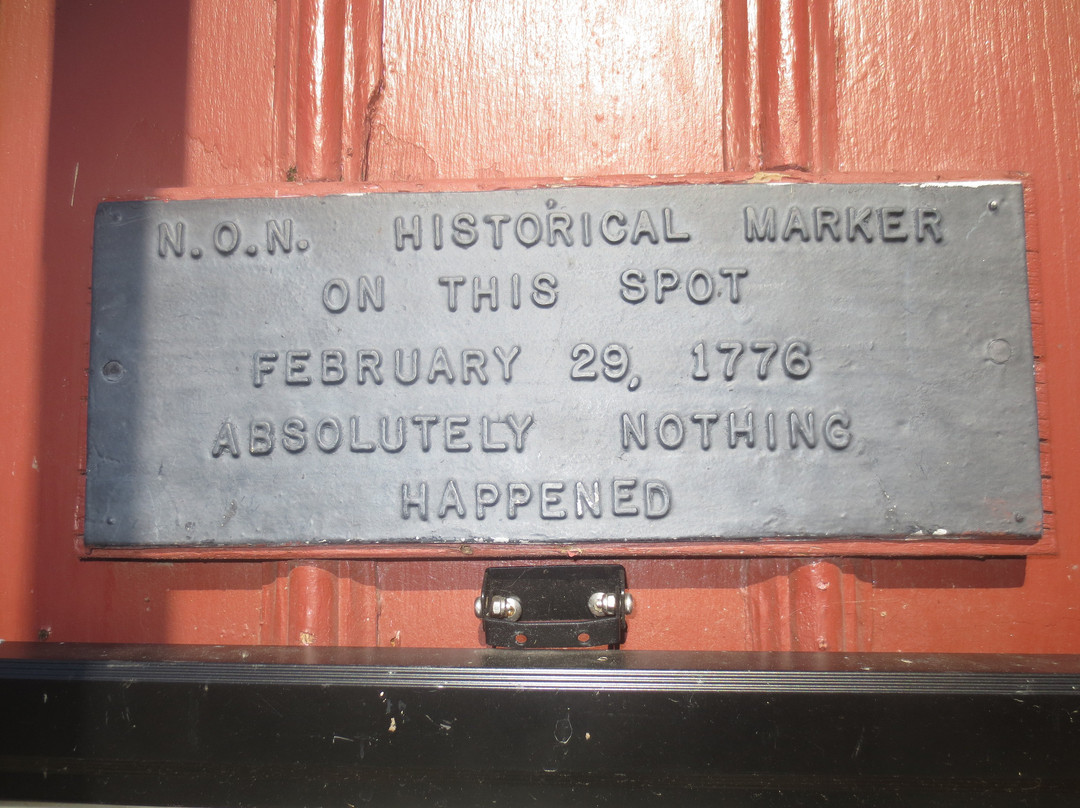 N.O.N. HISTORICAL MARKER
ON THIS SPOT
FEBRUARY 29, 1776
ABSOLUTELY NOTHING
HAPPENED